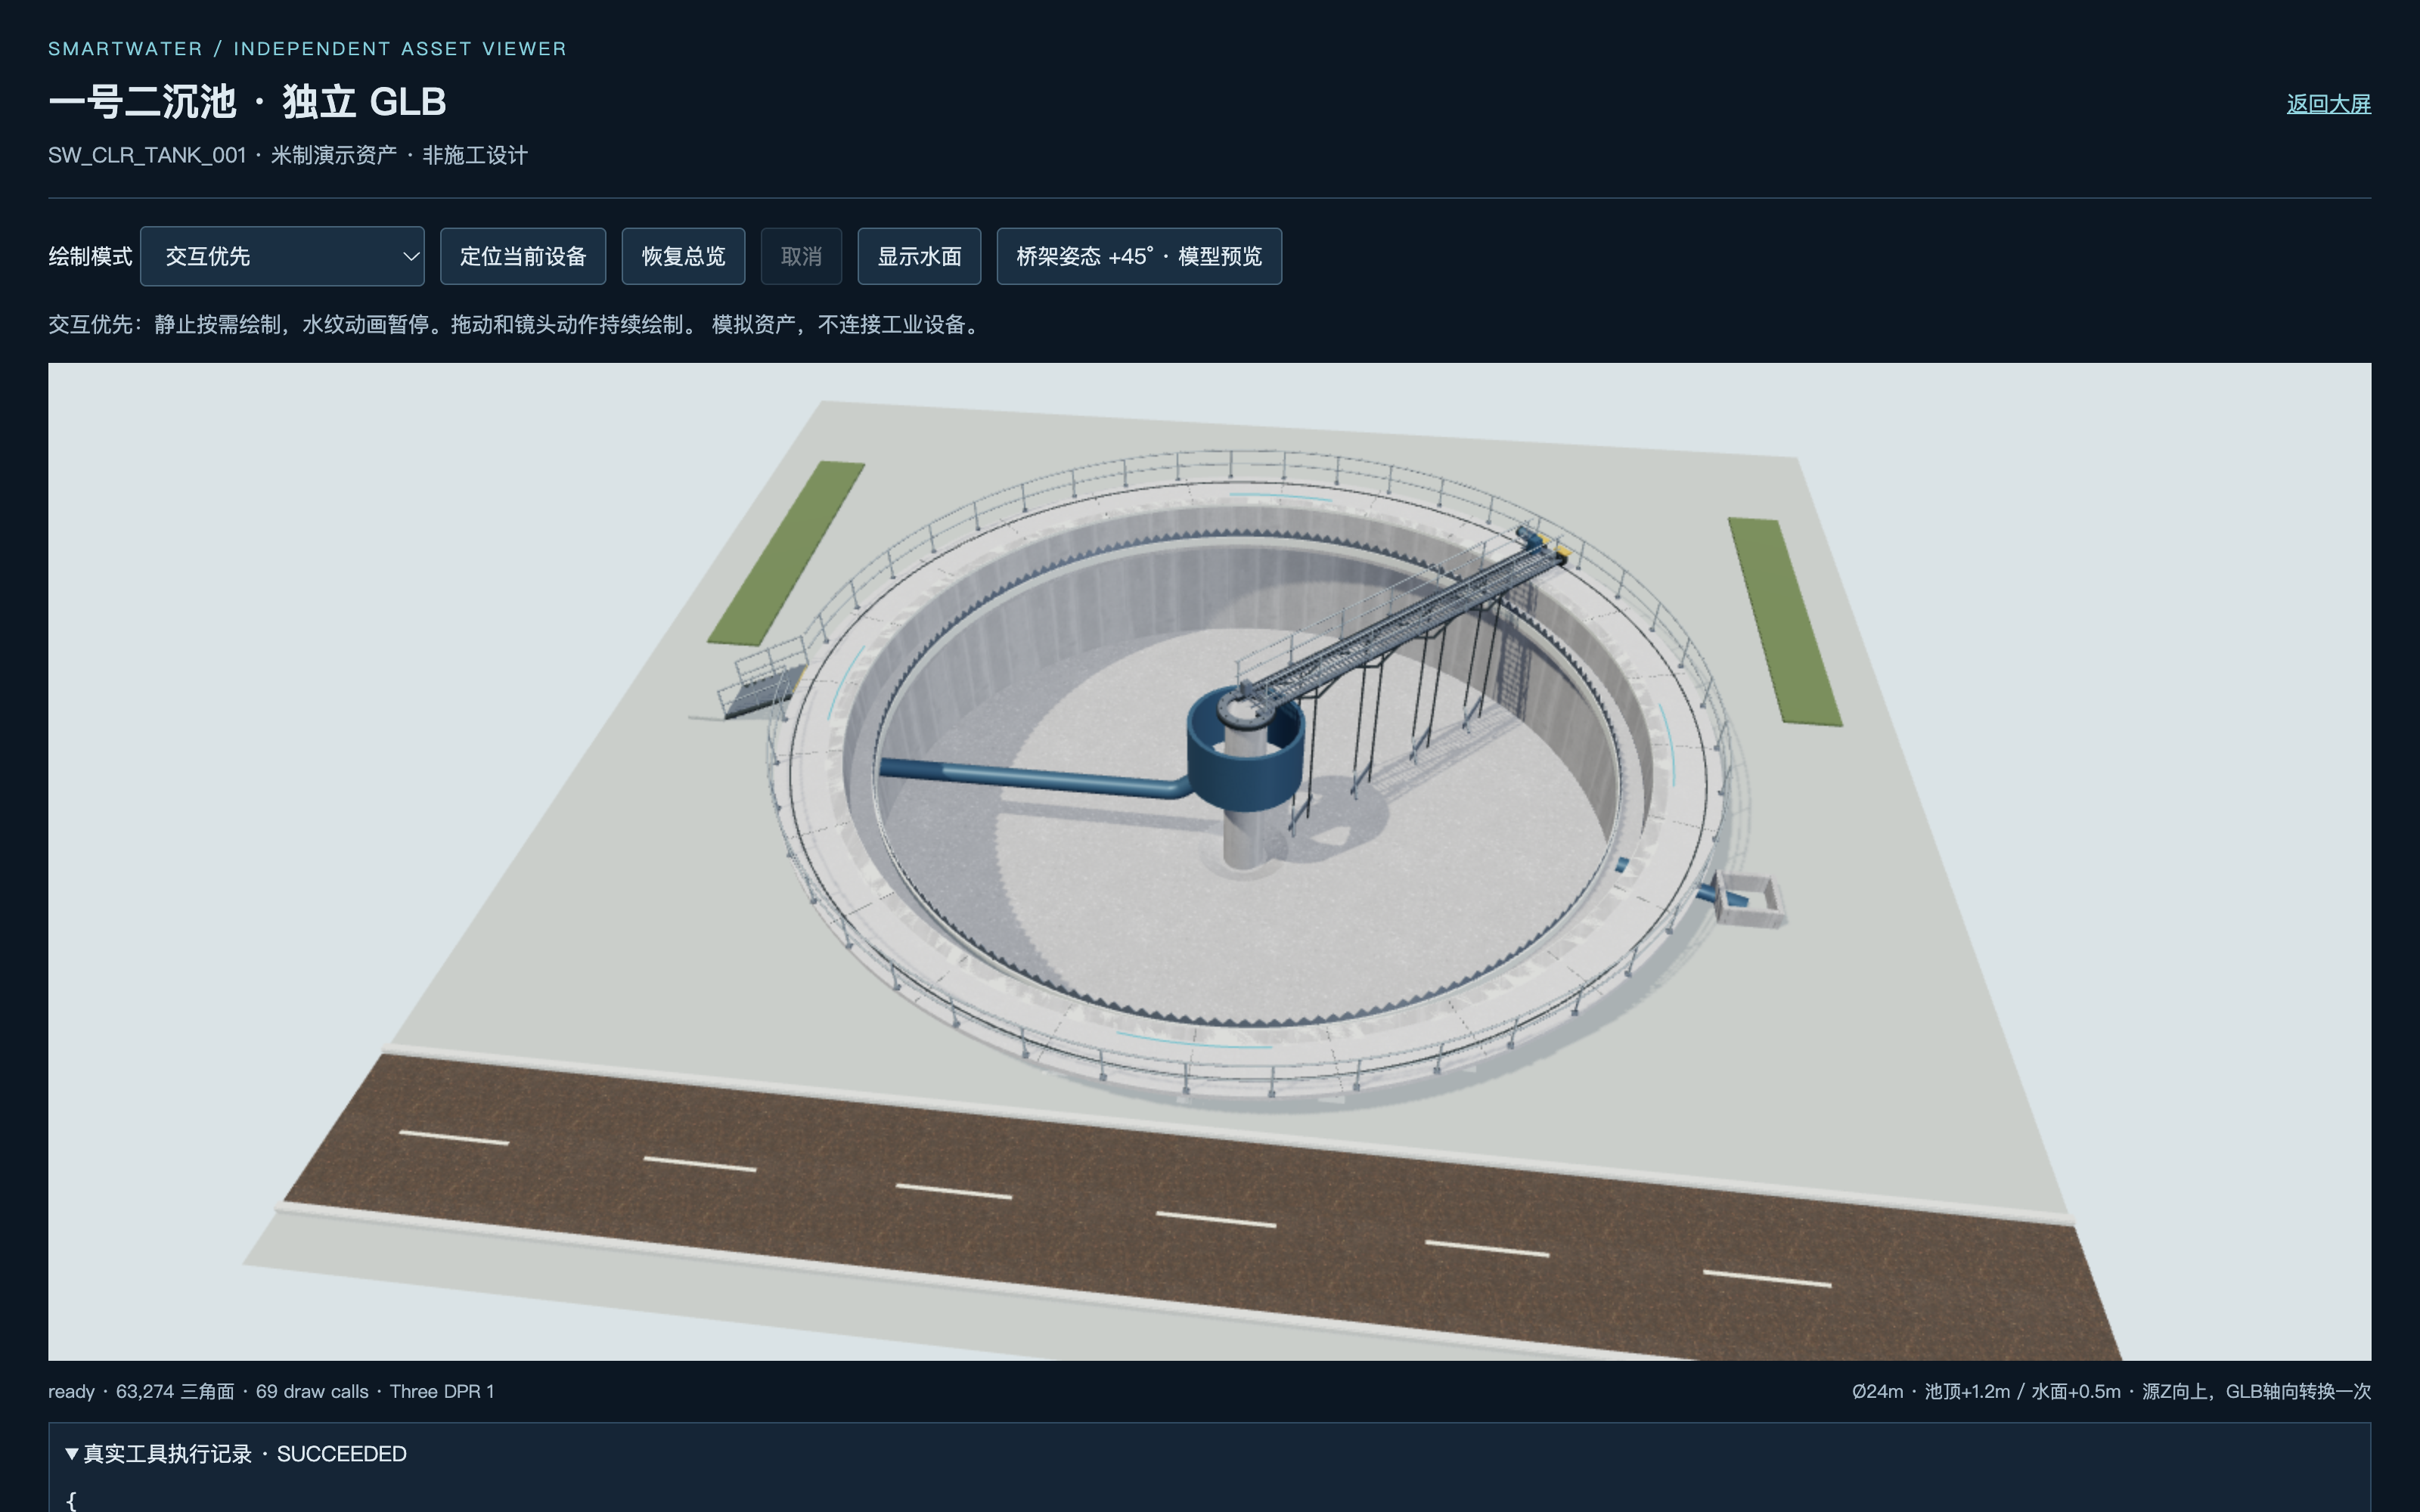 SMARTWATER / INDEPENDENT ASSET VIEWER
一号二沉池 · 独立 GLB
返回大屏
SW_CLR_TANK_001 · 米制演示资产 · 非施工设计
绘制模式 交互优先 定位当前设备 恢复总览 取消 显示水面 桥架姿态 +45° · 模型预览
交互优先：静止按需绘制，水纹动画暂停。拖动和镜头动作持续绘制。 模拟资产，不连接工业设备。
ready · 63,274 三角面 · 69 draw calls · Three DPR 1
Ø24m · 池顶+1.2m / 水面+0.5m · 源Z向上，GLB轴向转换一次
▼真实工具执行记录 · SUCCEEDED
{